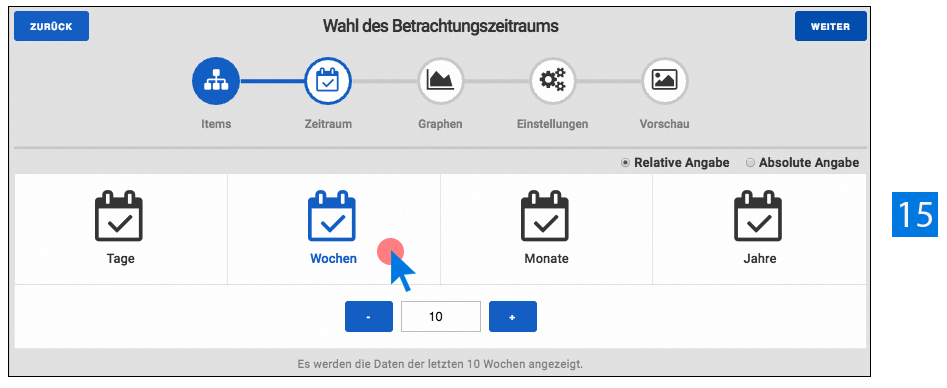 ZURÜCK
Wahl des Betrachtungszeitraums
WEITER
Items
Zeitraum
Graphen
Einstellungen
Vorschau
Relative Angabe
Absolute Angabe
15
Tage
Wochen
Monate
Jahre
-
10
+
Es werden die Daten der letzten 10 Wochen angezeigt.